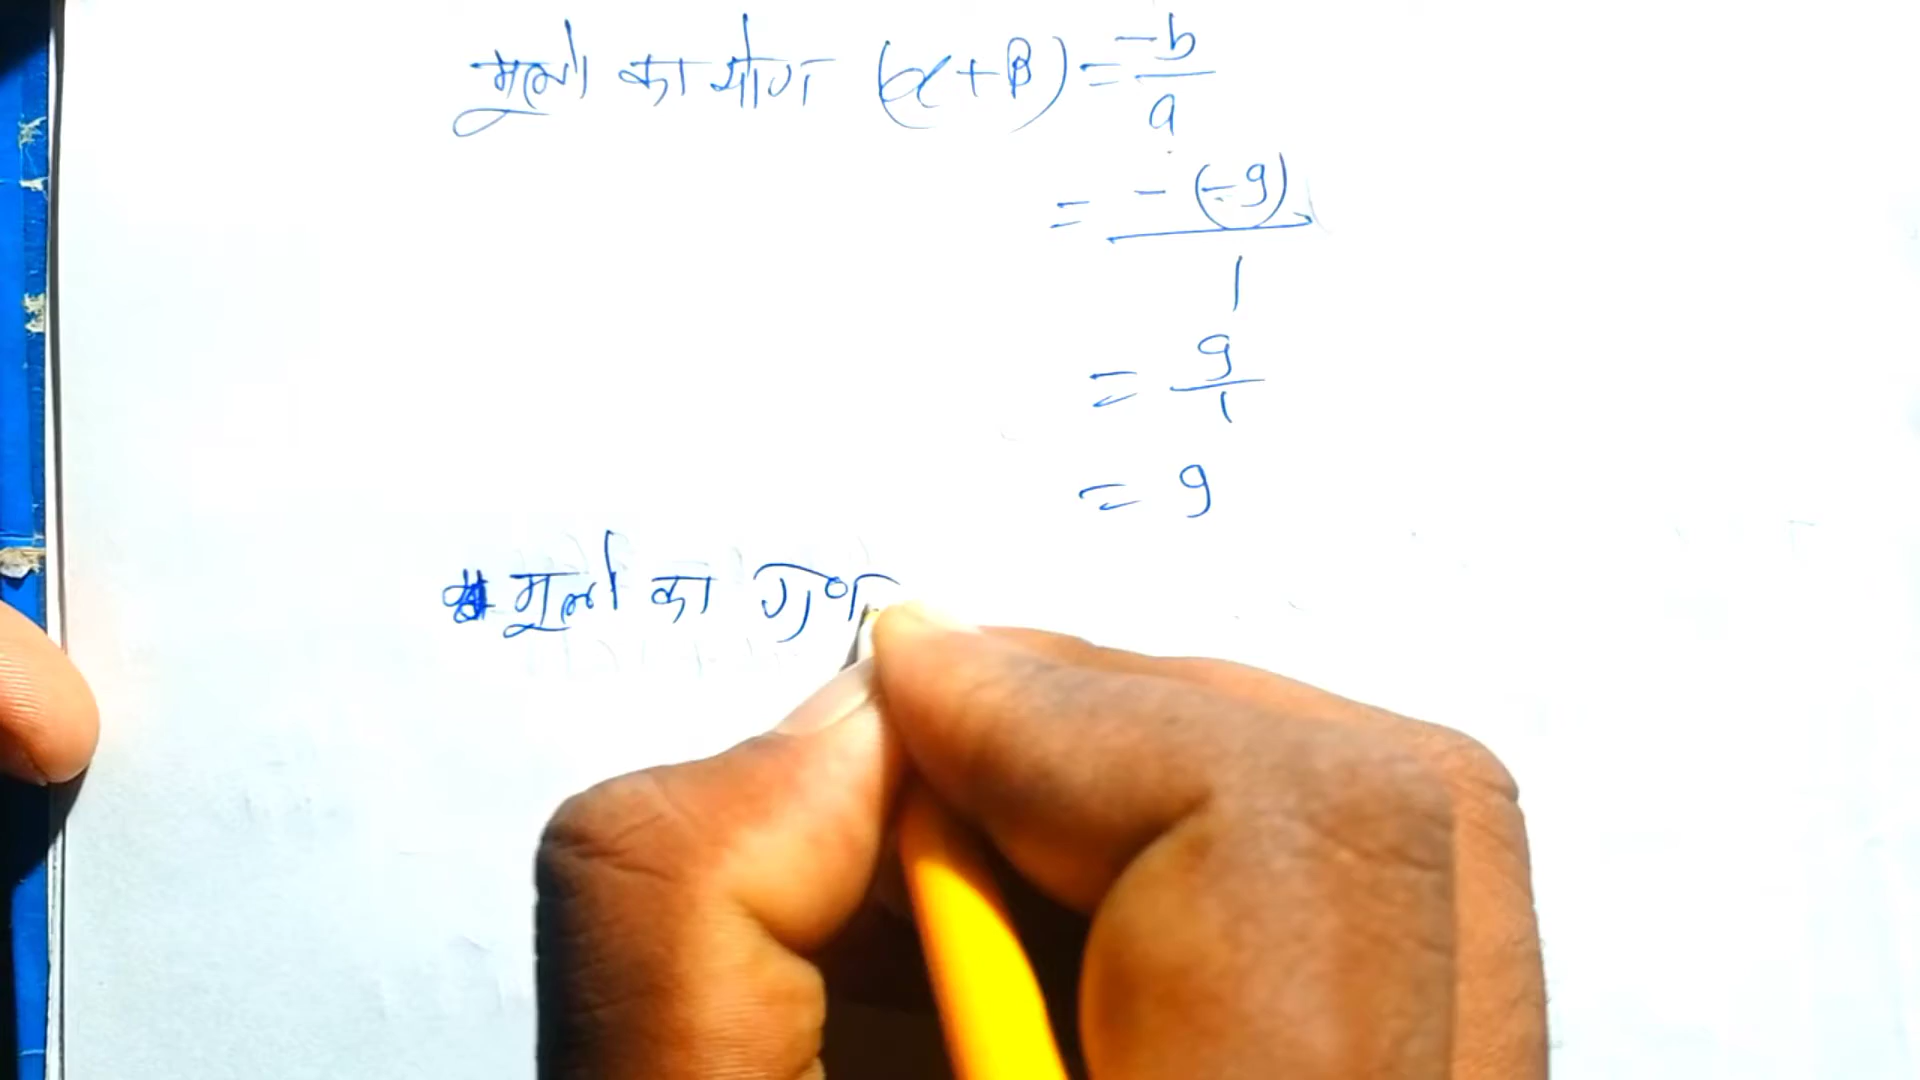 मूलों का योग (α+β) = -b/a
= -(-9)/1
= 9/1
= 9
मूलों का गुण